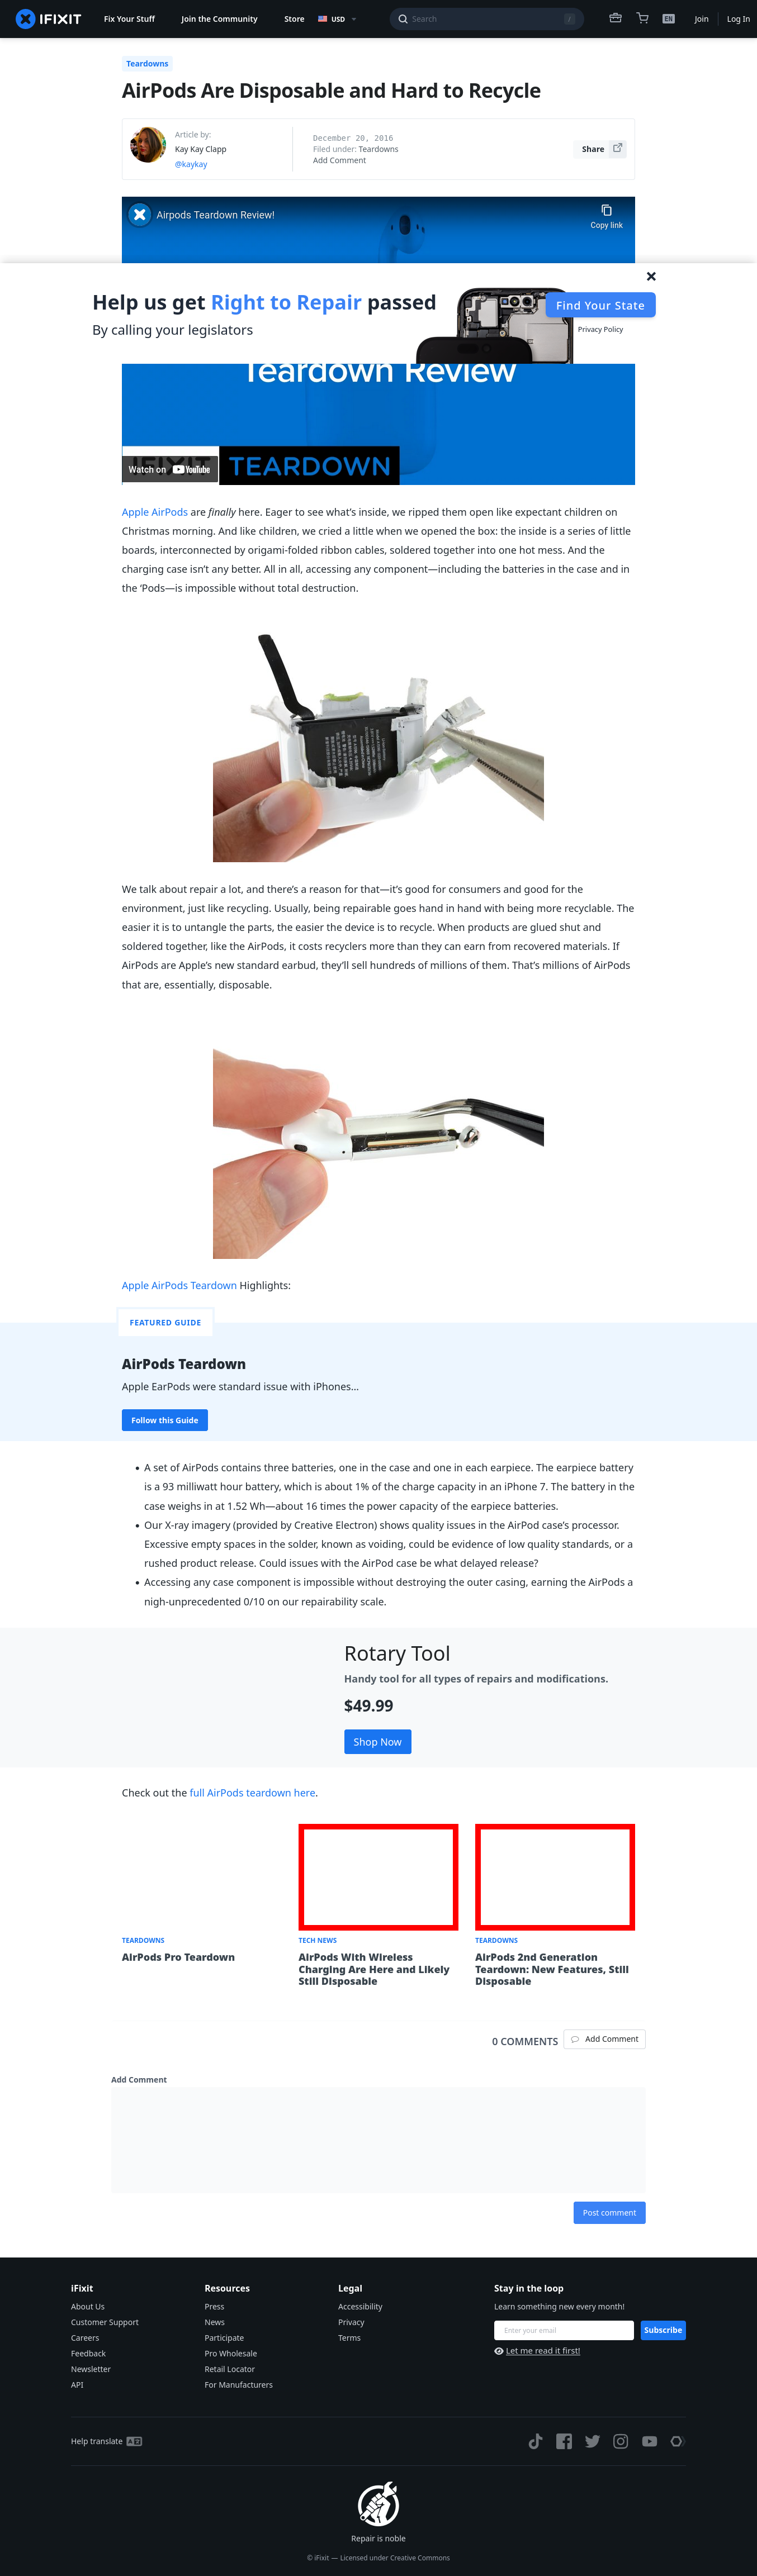 IFIXIT
Fix Your Stuff
Join the Community
Store
USD
Search
/
EN
Join
Log In
Teardowns
AirPods Are Disposable and Hard to Recycle
Article by:
Kay Kay Clapp
@kaykay
December 20, 2016
Filed under: Teardowns
Add Comment
Share
Airpods Teardown Review!
Copy link
Help us get Right to Repair passed
By calling your legislators
Find Your State
Privacy Policy
Teardown Review
Watch on YouTube
IFIXIT TEARDOWN
Apple AirPods are finally here. Eager to see what’s inside, we ripped them open like expectant children on
Christmas morning. And like children, we cried a little when we opened the box: the inside is a series of little
boards, interconnected by origami-folded ribbon cables, soldered together into one hot mess. And the
charging case isn’t any better. All in all, accessing any component—including the batteries in the case and in
the ‘Pods—is impossible without total destruction.
We talk about repair a lot, and there’s a reason for that—it’s good for consumers and good for the
environment, just like recycling. Usually, being repairable goes hand in hand with being more recyclable. The
easier it is to untangle the parts, the easier the device is to recycle. When products are glued shut and
soldered together, like the AirPods, it costs recyclers more than they can earn from recovered materials. If
AirPods are Apple’s new standard earbud, they’ll sell hundreds of millions of them. That’s millions of AirPods
that are, essentially, disposable.
Apple AirPods Teardown Highlights:
FEATURED GUIDE
AirPods Teardown
Apple EarPods were standard issue with iPhones…
Follow this Guide
• A set of AirPods contains three batteries, one in the case and one in each earpiece. The earpiece battery
is a 93 milliwatt hour battery, which is about 1% of the charge capacity in an iPhone 7. The battery in the
case weighs in at 1.52 Wh—about 16 times the power capacity of the earpiece batteries.
• Our X-ray imagery (provided by Creative Electron) shows quality issues in the AirPod case’s processor.
Excessive empty spaces in the solder, known as voiding, could be evidence of low quality standards, or a
rushed product release. Could issues with the AirPod case be what delayed release?
• Accessing any case component is impossible without destroying the outer casing, earning the AirPods a
nigh-unprecedented 0/10 on our repairability scale.
Rotary Tool
Handy tool for all types of repairs and modifications.
$49.99
Shop Now
Check out the full AirPods teardown here.
TEARDOWNS
AirPods Pro Teardown
TECH NEWS
AirPods With Wireless
Charging Are Here and Likely
Still Disposable
TEARDOWNS
AirPods 2nd Generation
Teardown: New Features, Still
Disposable
0 COMMENTS
Add Comment
Add Comment
Post comment
iFixit
About Us
Customer Support
Careers
Feedback
Newsletter
API
Resources
Press
News
Participate
Pro Wholesale
Retail Locator
For Manufacturers
Legal
Accessibility
Privacy
Terms
Stay in the loop
Learn something new every month!
Enter your email
Subscribe
Let me read it first!
Help translate
Repair is noble
© iFixit — Licensed under Creative Commons